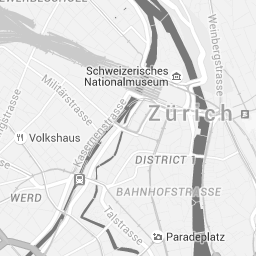 Weinbergstrasse
Schweizerisches
Nationalmuseum
Zürich
Militärstrasse
Kasernenstrasse
Volkshaus
DISTRICT 1
WERD
BAHNHOFSTRASSE
Talstrasse
Paradeplatz